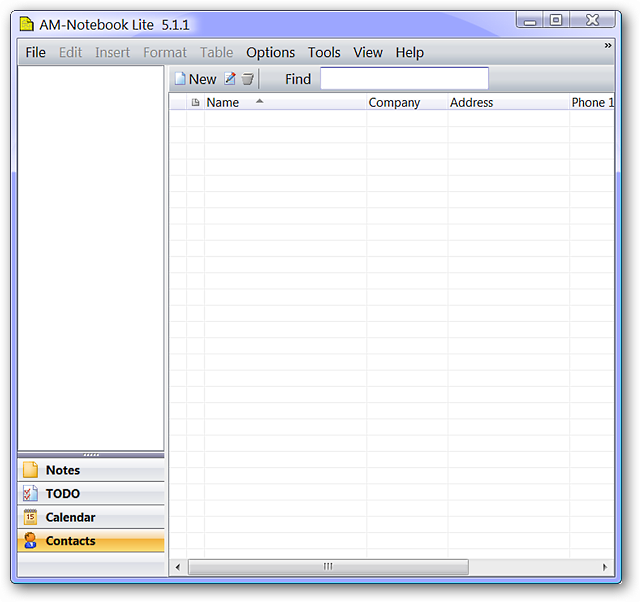 AM-Notebook Lite 5.1.1
File Edit Insert Format Table Options Tools View Help »
New Find
Name Company Address Phone 1
Notes
TODO
15 Calendar
Contacts